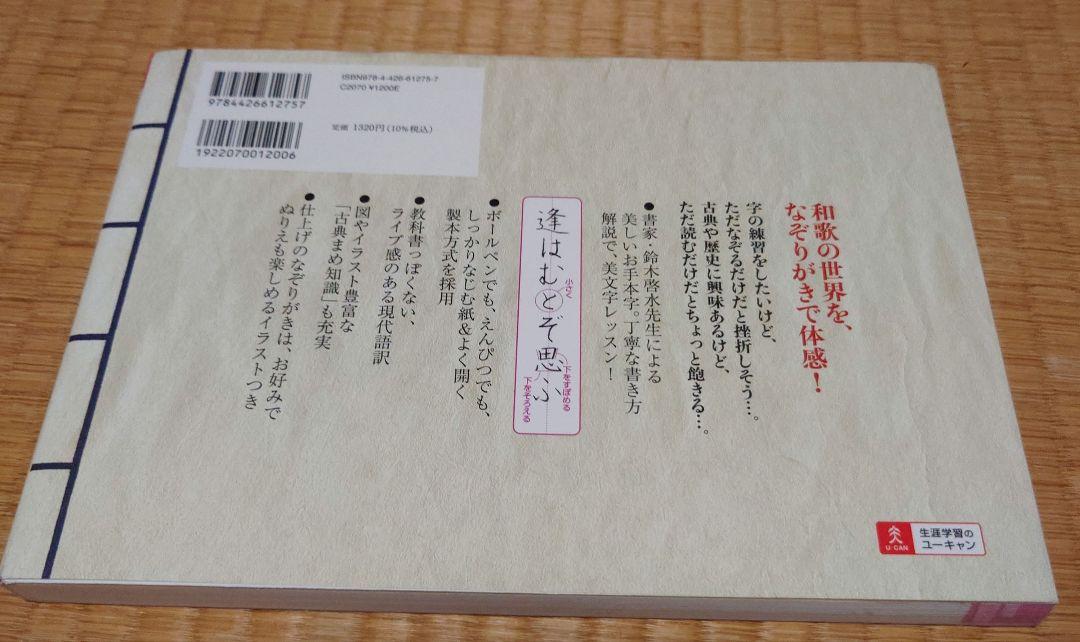 ISBN978-4-426-61275-7
C2070 ¥1200E
9784426612757
定価 1320円(10%税込)
1922070012006
和歌の世界を、
なぞりがきで体感！
字の練習をしたいけど、
ただなぞるだけだと挫折しそう…。
古典や歴史に興味あるけど、
ただ読むだけだとちょっと飽きる…。
●書家・鈴木啓水先生による
美しいお手本字。丁寧な書き方
解説で、美文字レッスン！
逢はむとぞ思ふ
小さく
下をすぼめる
下をそろえる
●ボールペンでも、えんぴつでも、
しっかりなじむ紙&よく開く
製本方式を採用
●教科書っぽくない、
ライブ感のある現代語訳
●図やイラスト豊富な
「古典まめ知識」も充実
●仕上げのなぞりがきは、お好みで
ぬりえも楽しめるイラストつき
U-CAN
生涯学習の
ユーキャン